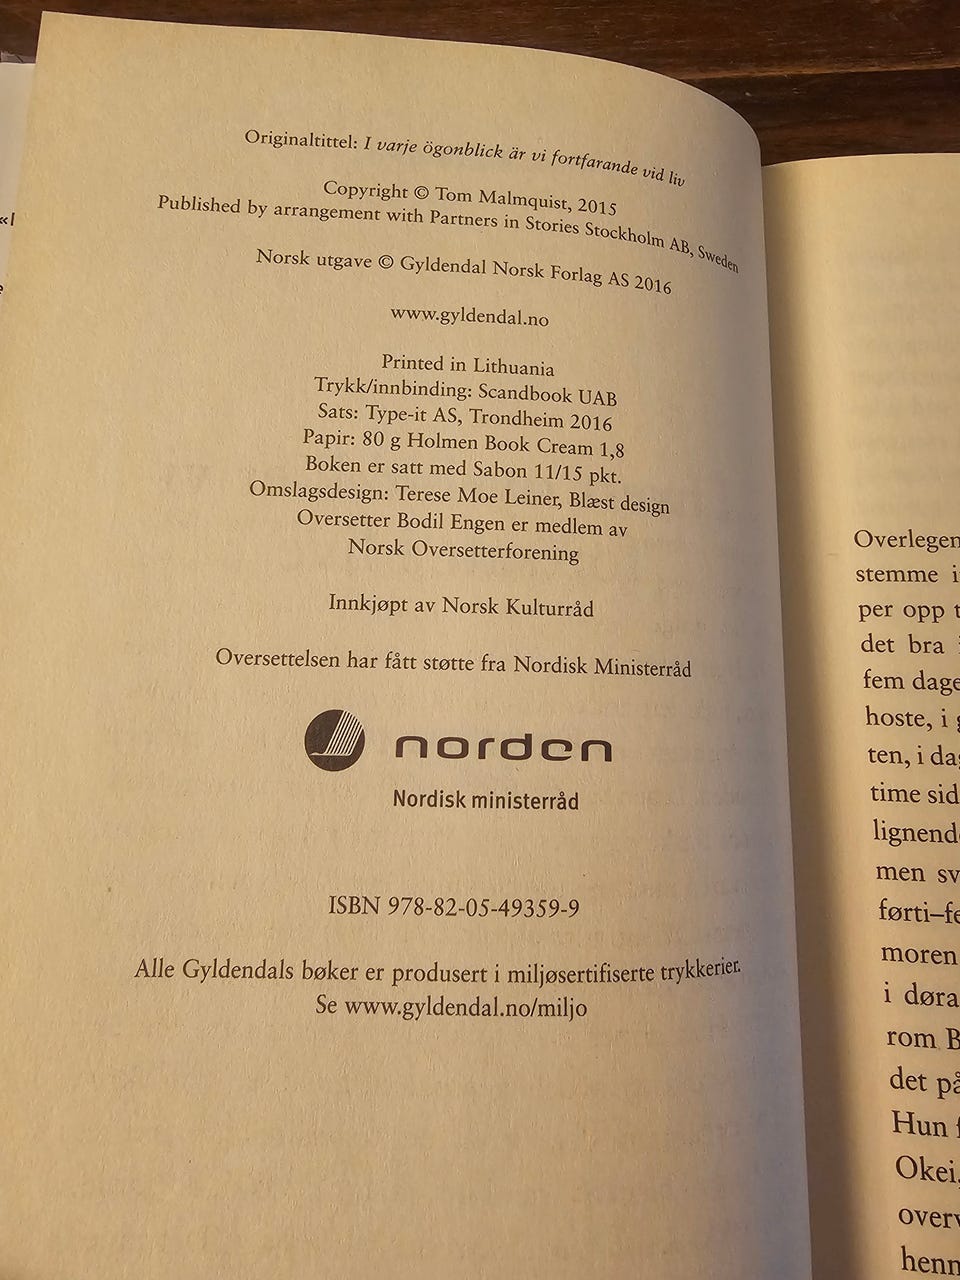 Originaltittel: I varje ögonblick är vi fortfarande vid liv
Copyright © Tom Malmquist, 2015
Published by arrangement with Partners in Stories Stockholm AB, Sweden
Norsk utgave © Gyldendal Norsk Forlag AS 2016
www.gyldendal.no
Printed in Lithuania
Trykk/innbinding: Scandbook UAB
Sats: Type-it AS, Trondheim 2016
Papir: 80 g Holmen Book Cream 1,8
Boken er satt med Sabon 11/15 pkt.
Omslagsdesign: Terese Moe Leiner, Blæst design
Oversetter Bodil Engen er medlem av
Norsk Oversetterforening
Innkjøpt av Norsk Kulturråd
Oversettelsen har fått støtte fra Nordisk Ministerråd
norden
Nordisk ministerråd
ISBN 978-82-05-49359-9
Alle Gyldendals bøker er produsert i miljøsertifiserte trykkerier.
Se www.gyldendal.no/miljo
«I
Overlegen
stemme i
per opp t
det bra
fem dage
hoste, i g
ten, i da
time sid
lignend
men sv
førti–fe
moren
i døra
rom B
det på
Hun f
Okei,
over
henn